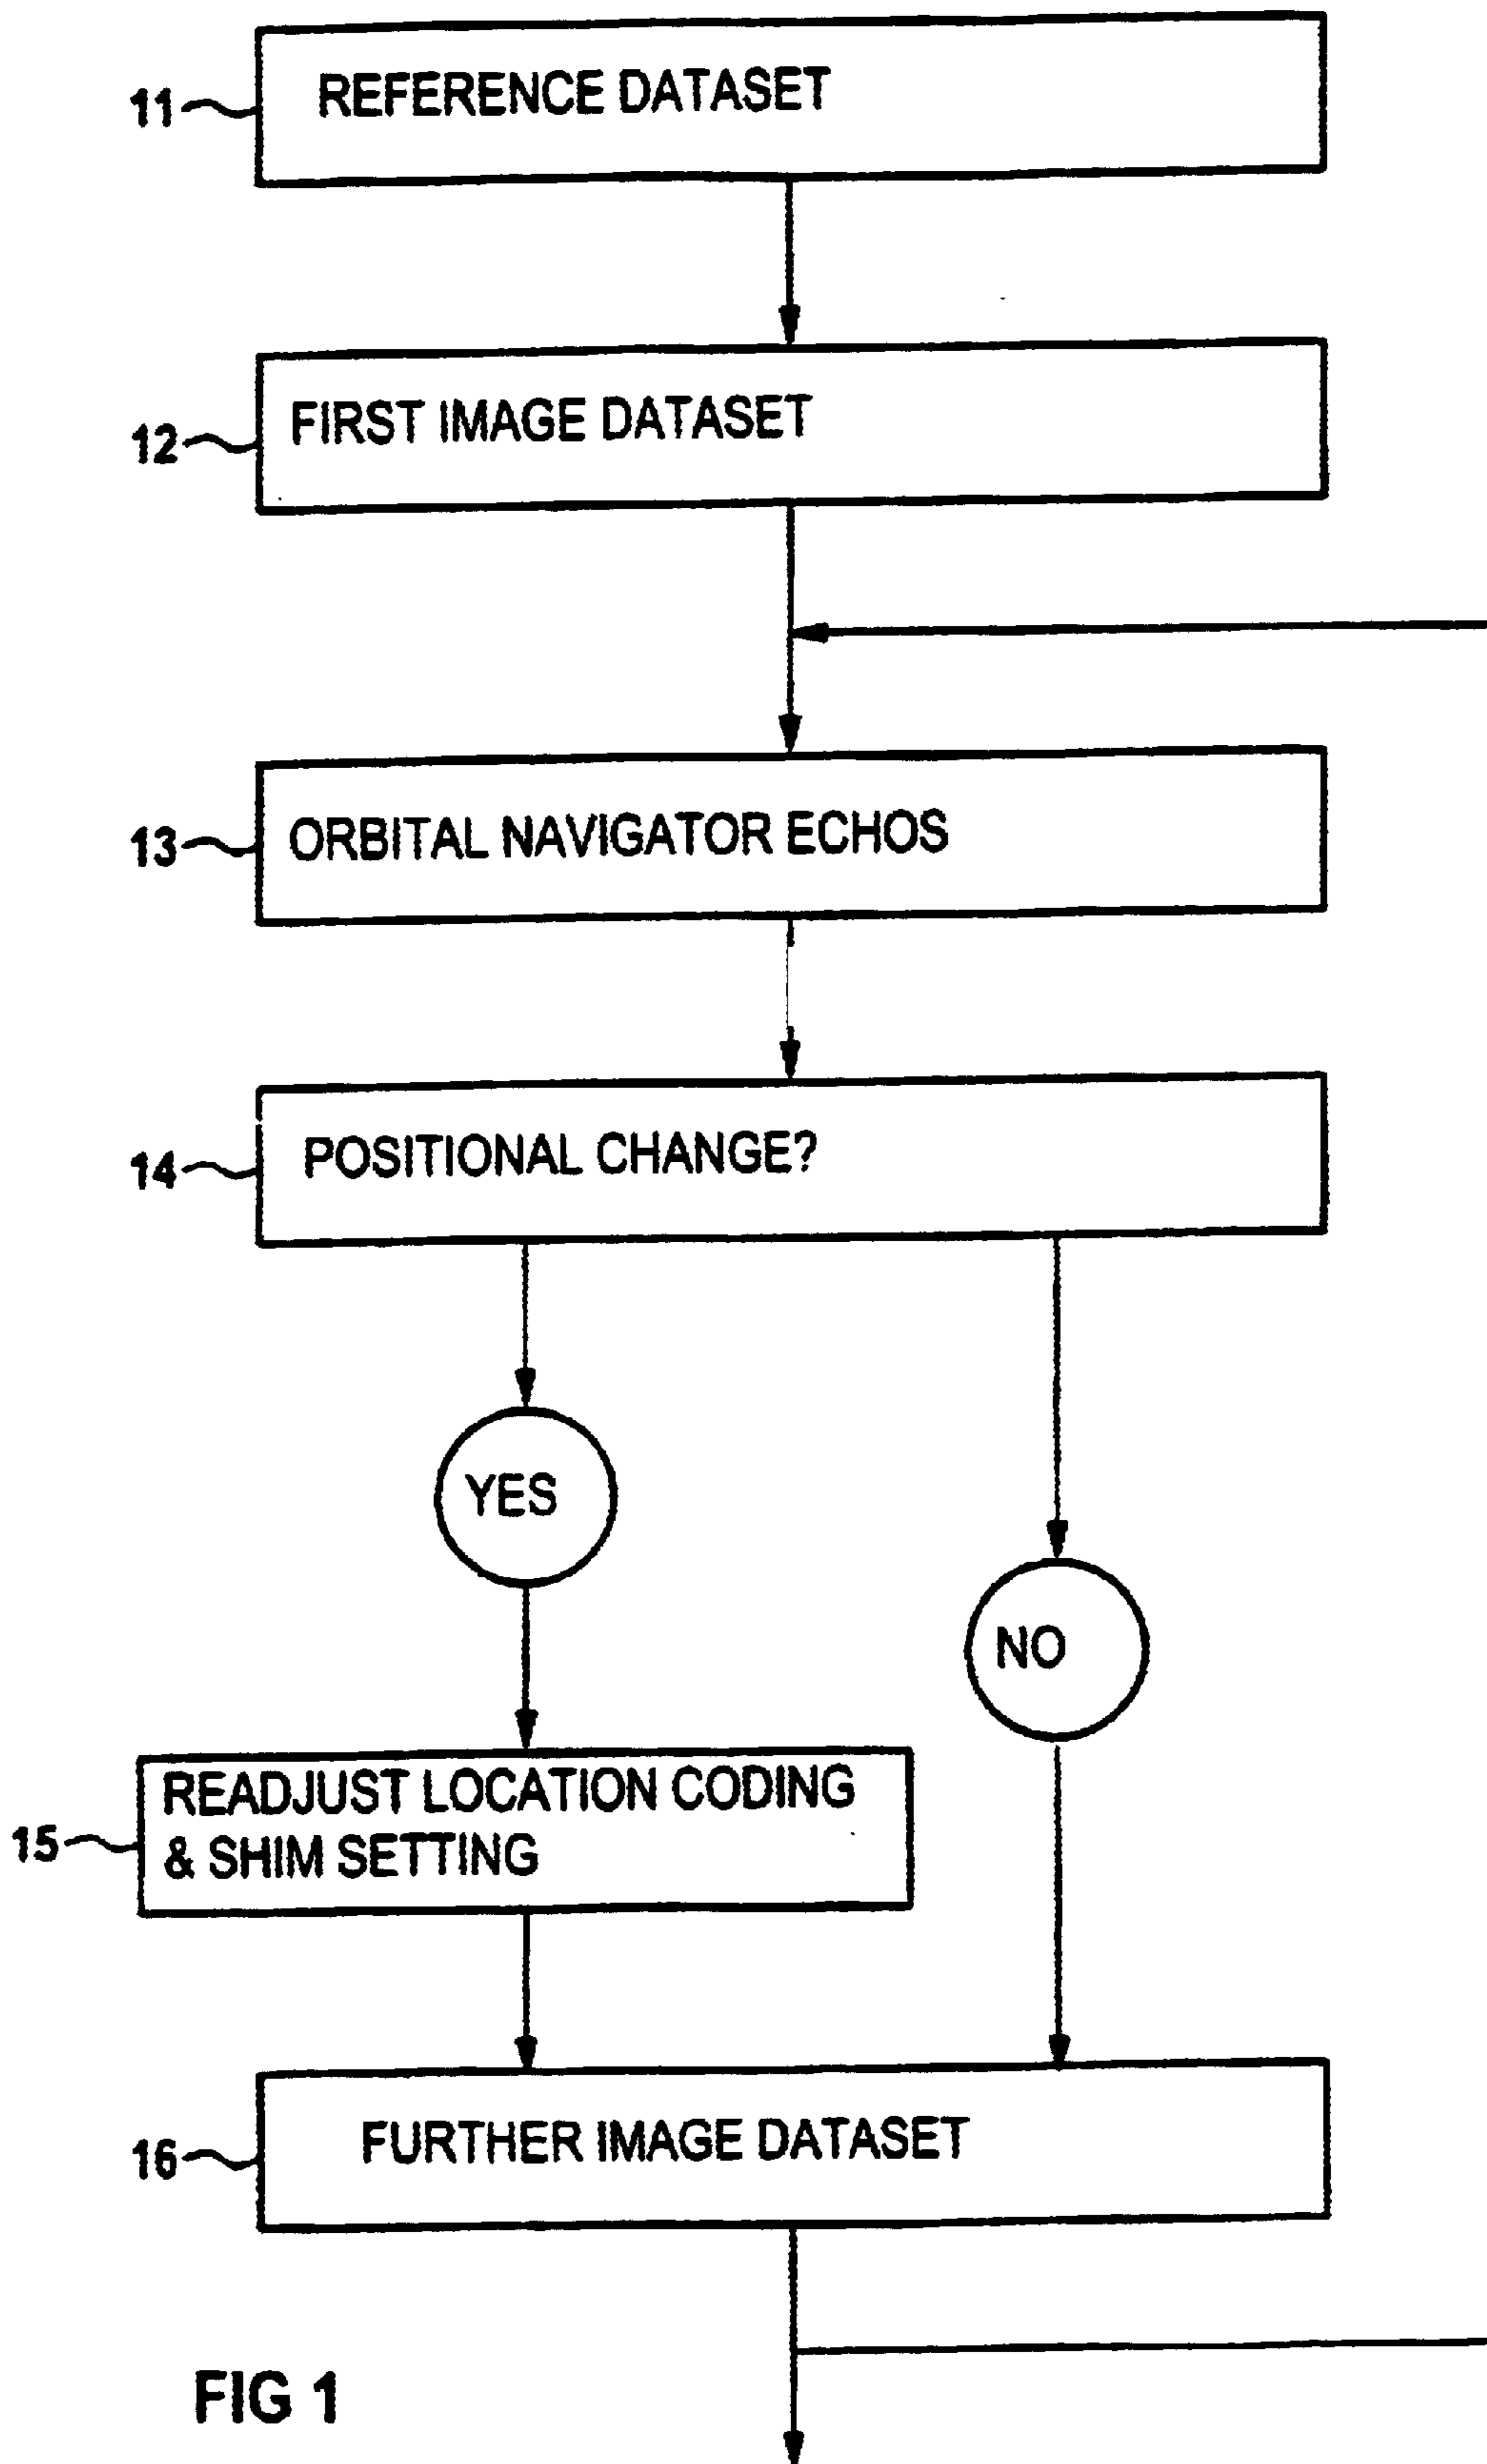 REFERENCE DATASET
11
FIRST IMAGE DATASET
12
ORBITAL NAVIGATOR ECHOS
13
POSITIONAL CHANGE?
14
YES
NO
READJUST LOCATION CODING
& SHIM SETTING
15
FURTHER IMAGE DATASET
16
FIG 1